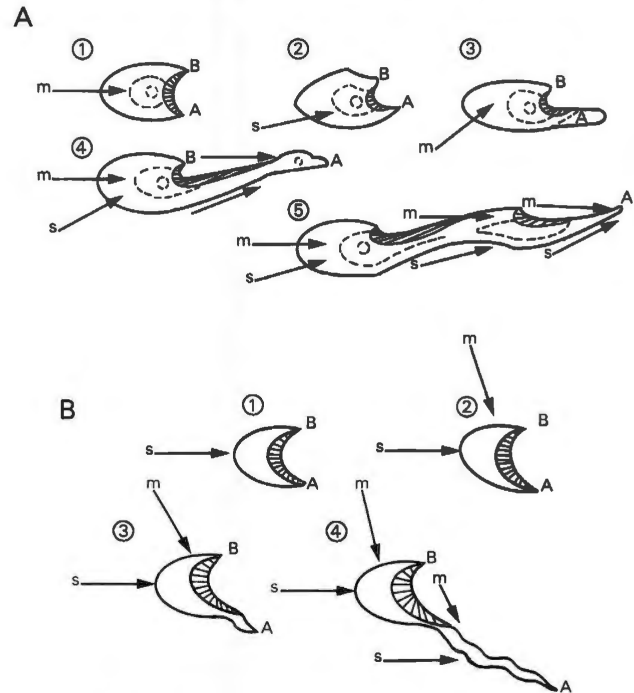 A
① ② ③
m B A
s B A
m B A
④
m s B A
⑤
m s m s m s A
B
① ②
s B A
m s B A
③ ④
m s B A
m s B m s A